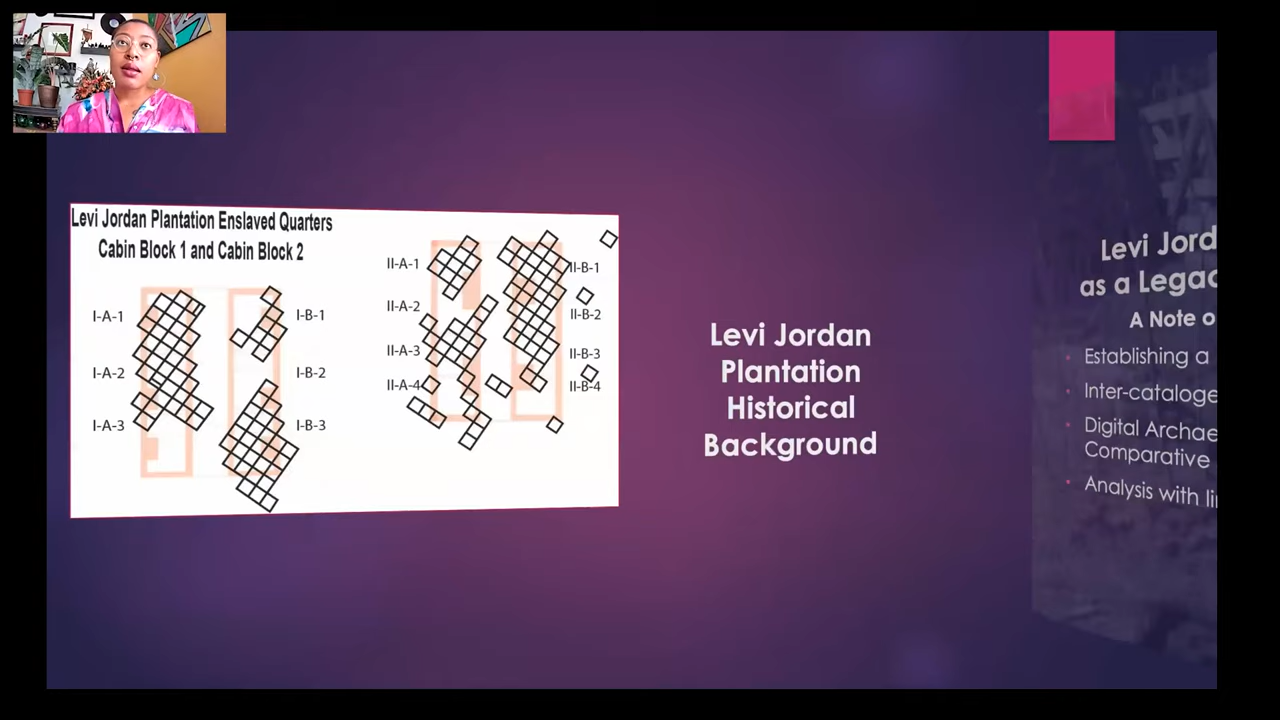 Levi Jordan Plantation Enslaved Quarters
Cabin Block 1 and Cabin Block 2
I-A-1
I-A-2
I-A-3
I-B-1
I-B-2
I-B-3
II-A-1
II-A-2
II-A-3
II-A-4
II-B-1
II-B-2
II-B-3
II-B-4
Levi Jordan
Plantation
Historical
Background
Levi Jord
as a Legac
A Note o
Establishing a
Inter-cataloge
Digital Archae
Comparative
Analysis with li